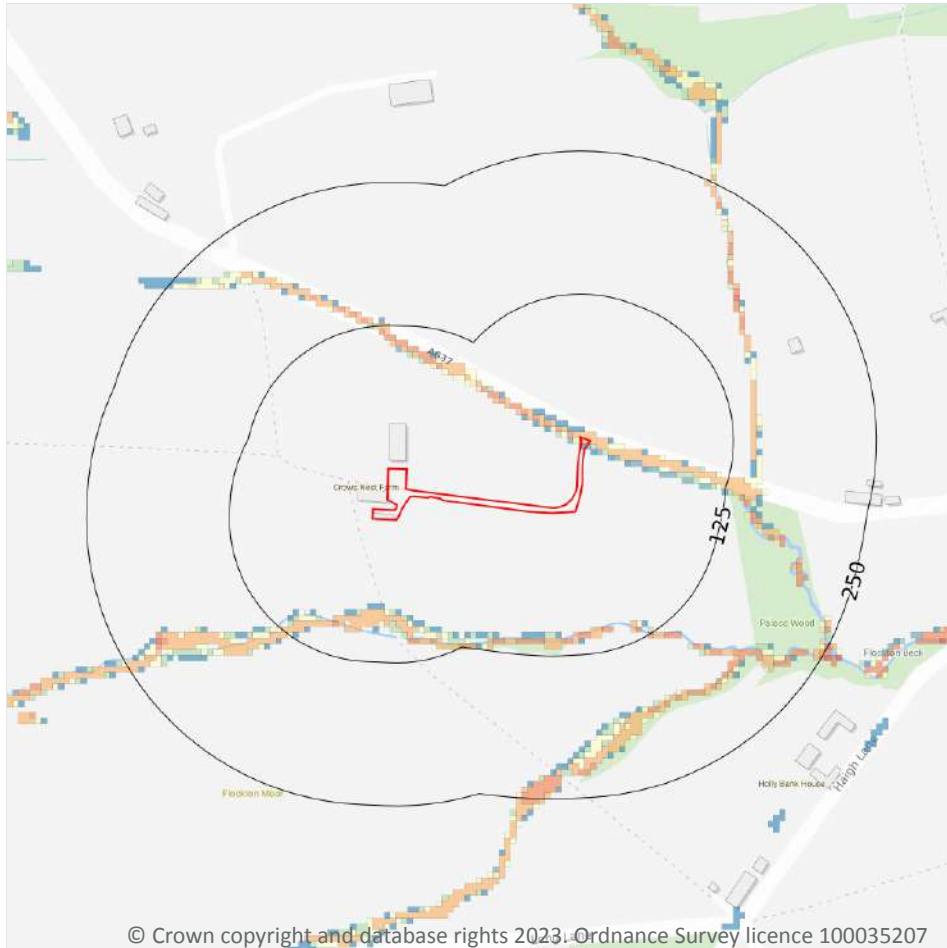 A637
Crows Nest Farm
125
250
Palace Wood
Flockton Beck
Hargh Lane
Holly Bank House
Flockton Moor
© Crown copyright and database rights 2023. Ordnance Survey licence 100035207